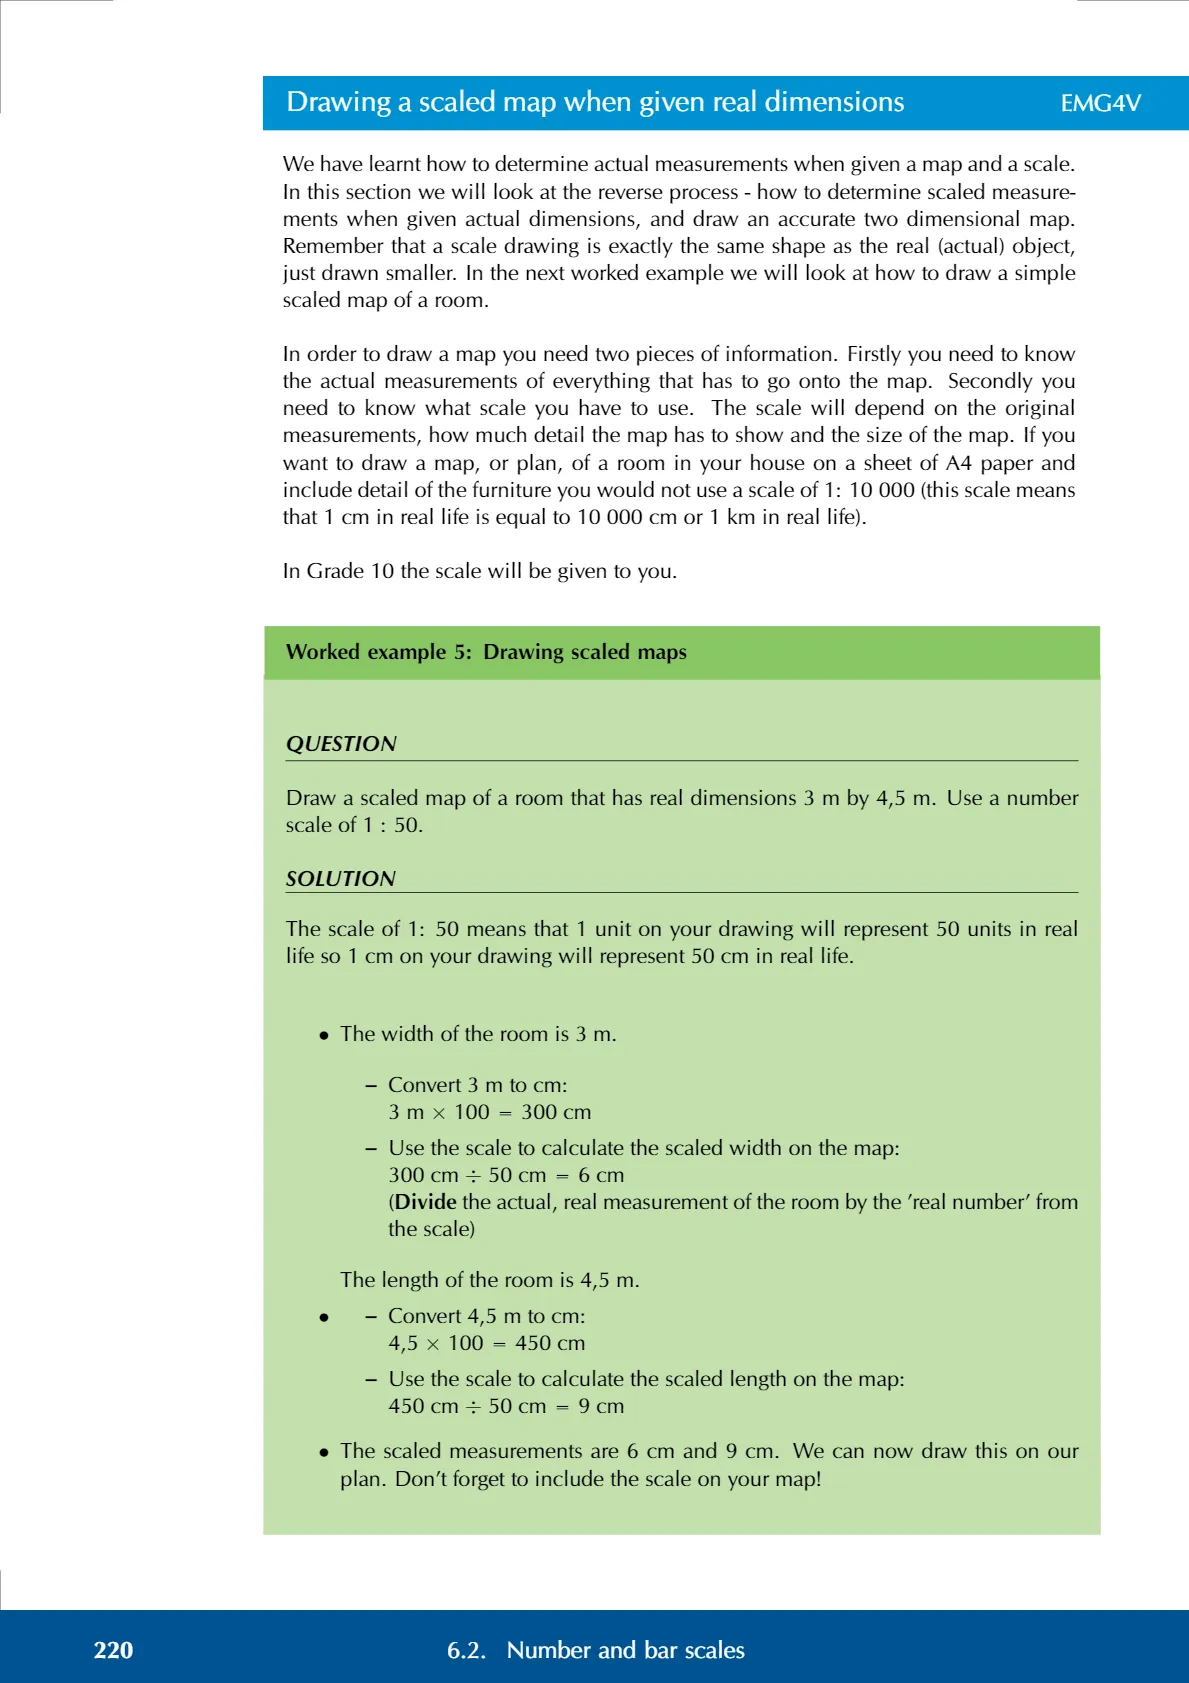 Drawing a scaled map when given real dimensions EMG4V
We have learnt how to determine actual measurements when given a map and a scale.
In this section we will look at the reverse process - how to determine scaled measure-
ments when given actual dimensions, and draw an accurate two dimensional map.
Remember that a scale drawing is exactly the same shape as the real (actual) object,
just drawn smaller. In the next worked example we will look at how to draw a simple
scaled map of a room.
In order to draw a map you need two pieces of information. Firstly you need to know
the actual measurements of everything that has to go onto the map. Secondly you
need to know what scale you have to use. The scale will depend on the original
measurements, how much detail the map has to show and the size of the map. If you
want to draw a map, or plan, of a room in your house on a sheet of A4 paper and
include detail of the furniture you would not use a scale of 1: 10 000 (this scale means
that 1 cm in real life is equal to 10 000 cm or 1 km in real life).
In Grade 10 the scale will be given to you.
Worked example 5: Drawing scaled maps
QUESTION
Draw a scaled map of a room that has real dimensions 3 m by 4,5 m. Use a number
scale of 1 : 50.
SOLUTION
The scale of 1: 50 means that 1 unit on your drawing will represent 50 units in real
life so 1 cm on your drawing will represent 50 cm in real life.
• The width of the room is 3 m.
– Convert 3 m to cm:
3 m × 100 = 300 cm
– Use the scale to calculate the scaled width on the map:
300 cm ÷ 50 cm = 6 cm
(Divide the actual, real measurement of the room by the ’real number’ from
the scale)
The length of the room is 4,5 m.
• – Convert 4,5 m to cm:
4,5 × 100 = 450 cm
– Use the scale to calculate the scaled length on the map:
450 cm ÷ 50 cm = 9 cm
• The scaled measurements are 6 cm and 9 cm. We can now draw this on our
plan. Don’t forget to include the scale on your map!
220 6.2. Number and bar scales